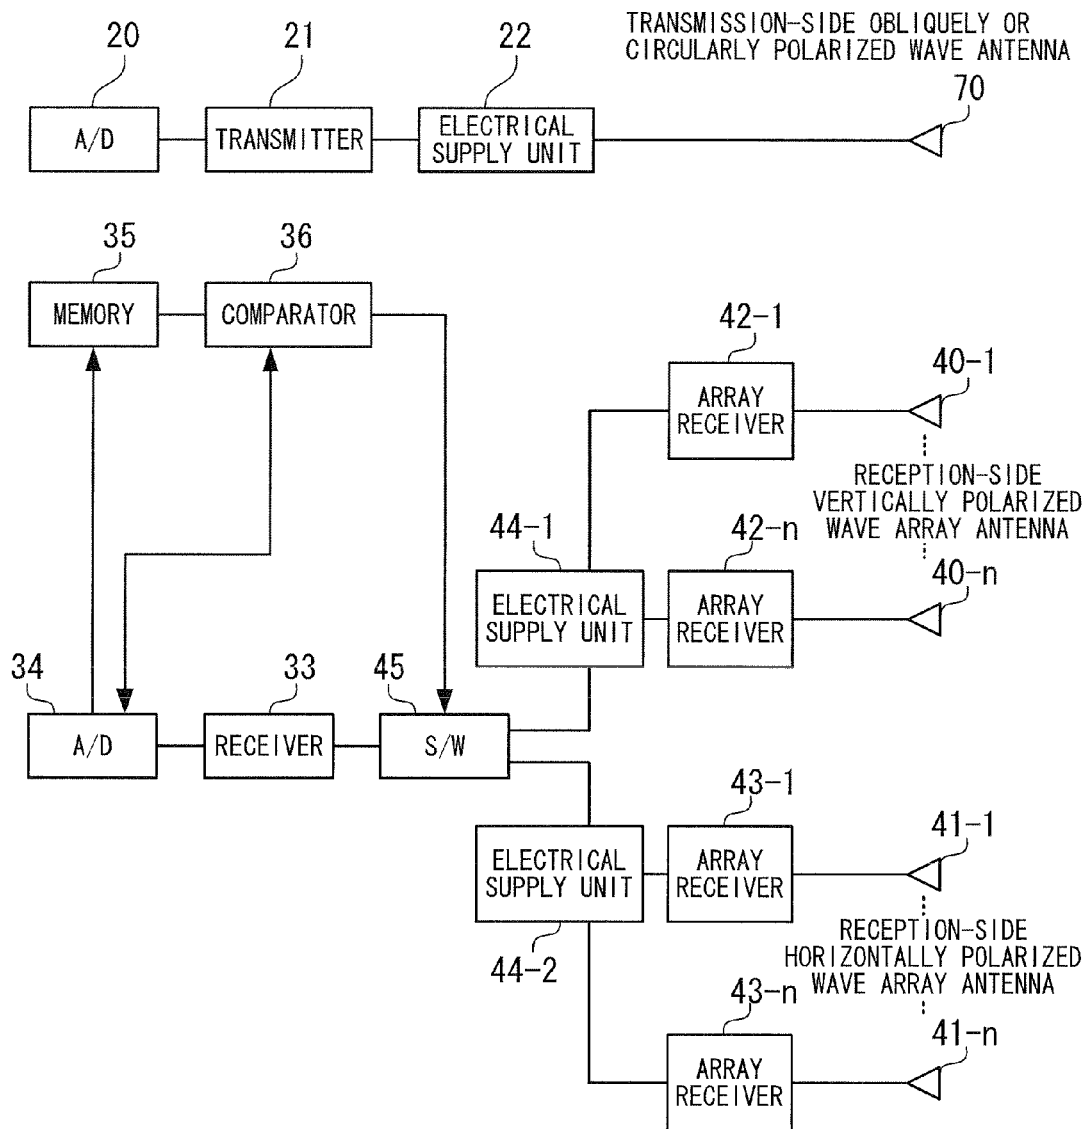 TRANSMISSION-SIDE OBLIQUELY OR
CIRCULARLY POLARIZED WAVE ANTENNA
20
21
22
70
A/D
TRANSMITTER
ELECTRICAL
SUPPLY UNIT
35
36
MEMORY
COMPARATOR
42-1
40-1
ARRAY
RECEIVER
RECEPTION-SIDE
VERTICALLY POLARIZED
WAVE ARRAY ANTENNA
44-1
42-n
40-n
ELECTRICAL
SUPPLY UNIT
ARRAY
RECEIVER
34
33
45
A/D
RECEIVER
S/W
43-1
41-1
ELECTRICAL
SUPPLY UNIT
ARRAY
RECEIVER
44-2
RECEPTION-SIDE
HORIZONTALLY POLARIZED
WAVE ARRAY ANTENNA
43-n
41-n
ARRAY
RECEIVER